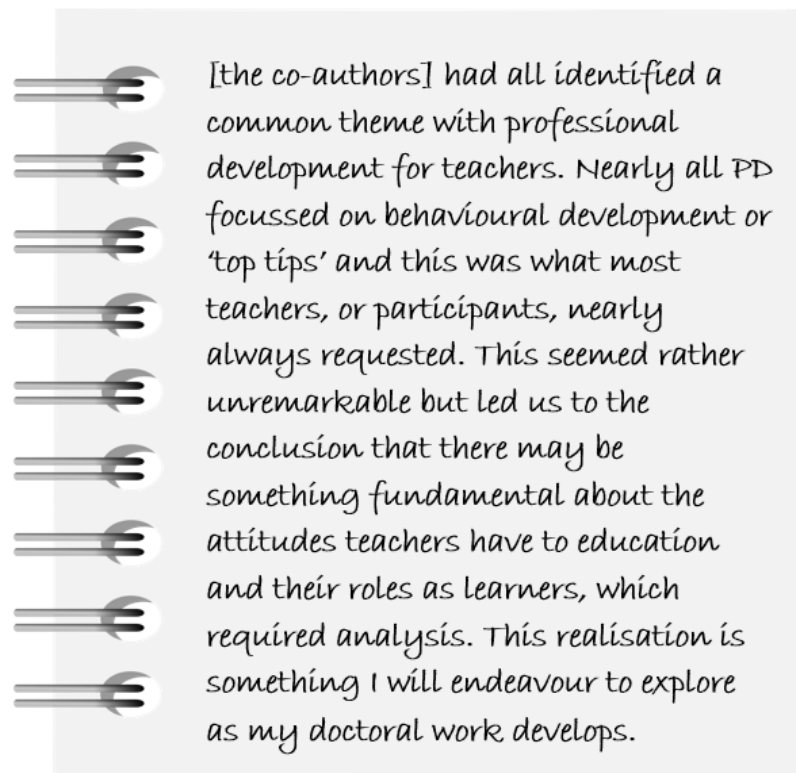 [the co-authors] had all identified a
common theme with professional
development for teachers. Nearly all PD
focussed on behavioural development or
‘top tips’ and this was what most
teachers, or participants, nearly
always requested. This seemed rather
unremarkable but led us to the
conclusion that there may be
something fundamental about the
attitudes teachers have to education
and their roles as learners, which
required analysis. This realisation is
something I will endeavour to explore
as my doctoral work develops.